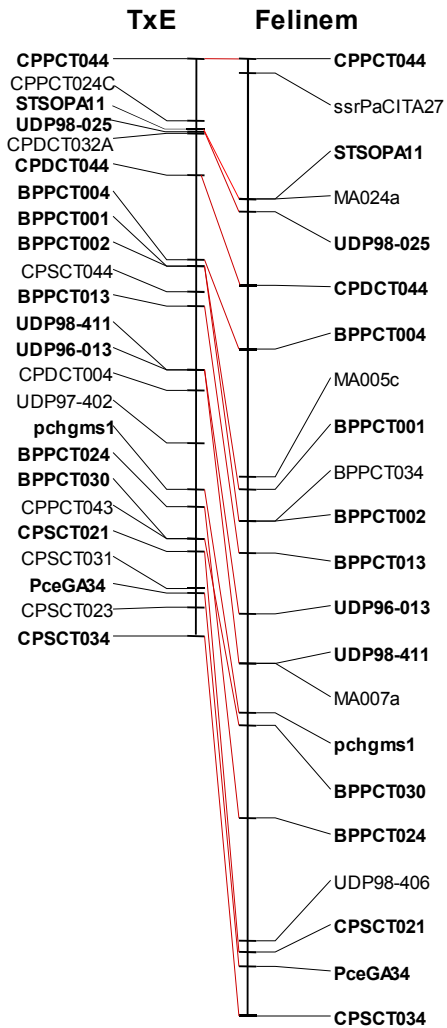 TxE
Felinem
CPPCT044
CPPCT024C
STSOPA11
UDP98-025
CPDCT032A
CPDCT044
BPPCT004
BPPCT001
BPPCT002
CPSCT044
BPPCT013
UDP98-411
UDP96-013
CPDCT004
UDP97-402
pchgms1
BPPCT024
BPPCT030
CPPCT043
CPSCT021
CPSCT031
PceGA34
CPSCT023
CPSCT034
CPPCT044
ssrPaCITA27
STSOPA11
MA024a
UDP98-025
CPDCT044
BPPCT004
MA005c
BPPCT001
BPPCT034
BPPCT002
BPPCT013
UDP96-013
UDP98-411
MA007a
pchgms1
BPPCT030
BPPCT024
UDP98-406
CPSCT021
PceGA34
CPSCT034